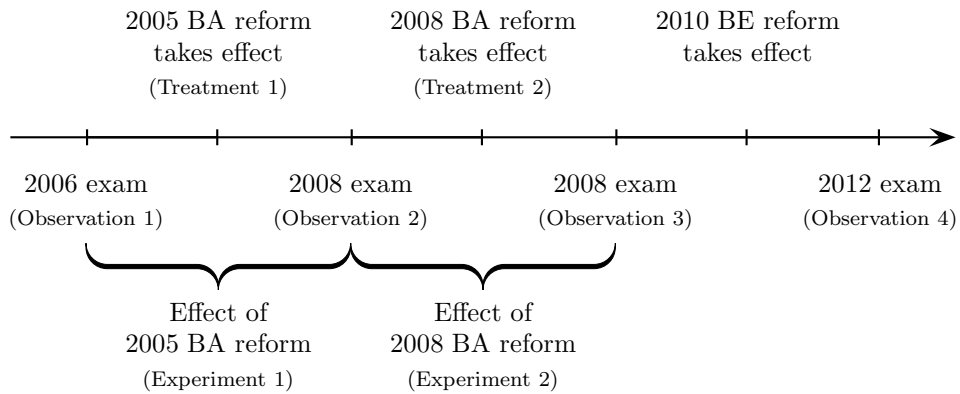 2005 BA reform
takes effect
(Treatment 1)
2008 BA reform
takes effect
(Treatment 2)
2010 BE reform
takes effect
2006 exam
(Observation 1)
2008 exam
(Observation 2)
2008 exam
(Observation 3)
2012 exam
(Observation 4)
Effect of
2005 BA reform
(Experiment 1)
Effect of
2008 BA reform
(Experiment 2)